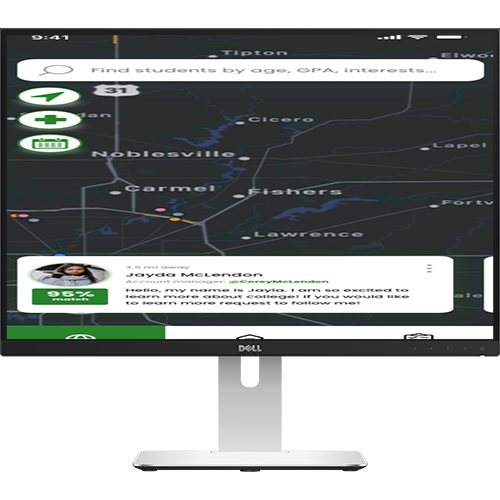 9:41
Tipton
Elwo
Find students by age, GPA, interests...
31
dan
Cicero
Noblesville
Lapel
Carmel
Fishers
Fortv
Lawrence
3.5 mi away
Jayda McLendon
Account manager: @CoreyMcLendon
95%
match
Hello, my name is Jayla. I am so excited to
learn more about college! If you would like
to learn more request to follow me!
DELL